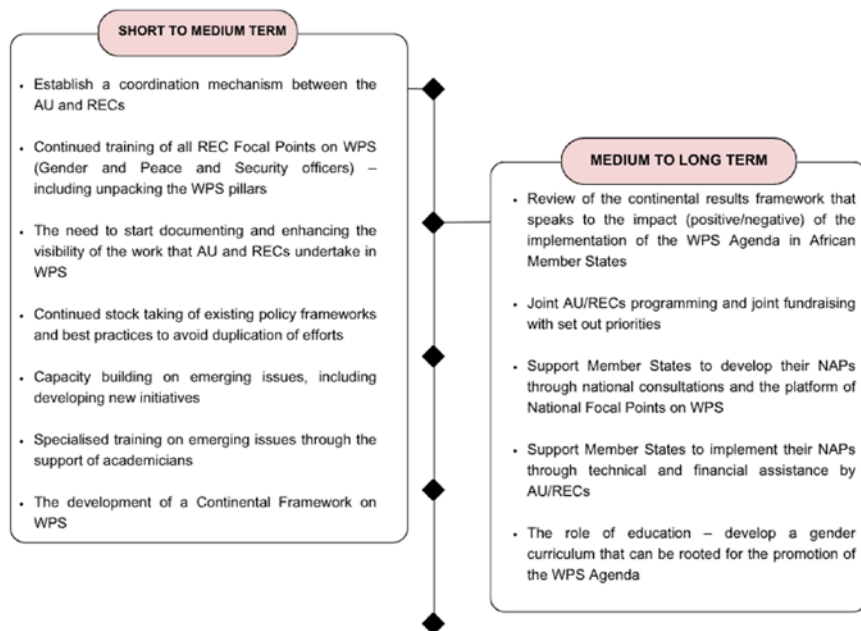 SHORT TO MEDIUM TERM
• Establish a coordination mechanism between the
AU and RECs
• Continued training of all REC Focal Points on WPS
(Gender and Peace and Security officers) –
including unpacking the WPS pillars
• The need to start documenting and enhancing the
visibility of the work that AU and RECs undertake in
WPS
• Continued stock taking of existing policy frameworks
and best practices to avoid duplication of efforts
• Capacity building on emerging issues, including
developing new initiatives
• Specialised training on emerging issues through the
support of academicians
• The development of a Continental Framework on
WPS
MEDIUM TO LONG TERM
• Review of the continental results framework that
speaks to the impact (positive/negative) of the
implementation of the WPS Agenda in African
Member States
• Joint AU/RECs programming and joint fundraising
with set out priorities
• Support Member States to develop their NAPs
through national consultations and the platform of
National Focal Points on WPS
• Support Member States to implement their NAPs
through technical and financial assistance by
AU/RECs
• The role of education – develop a gender
curriculum that can be rooted for the promotion of
the WPS Agenda